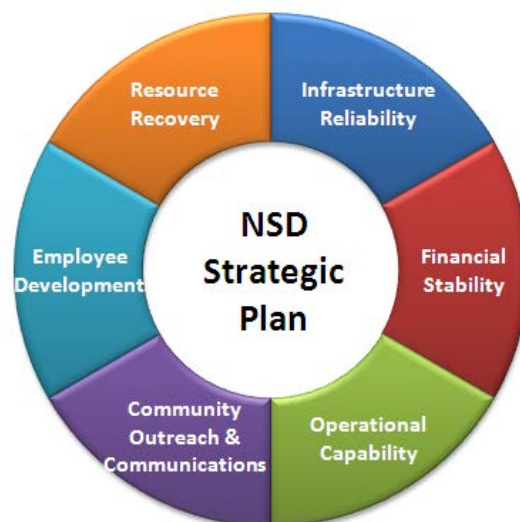 Resource
Recovery
Infrastructure
Reliability
NSD
Strategic
Plan
Employee
Development
Financial
Stability
Community
Outreach &
Communications
Operational
Capability